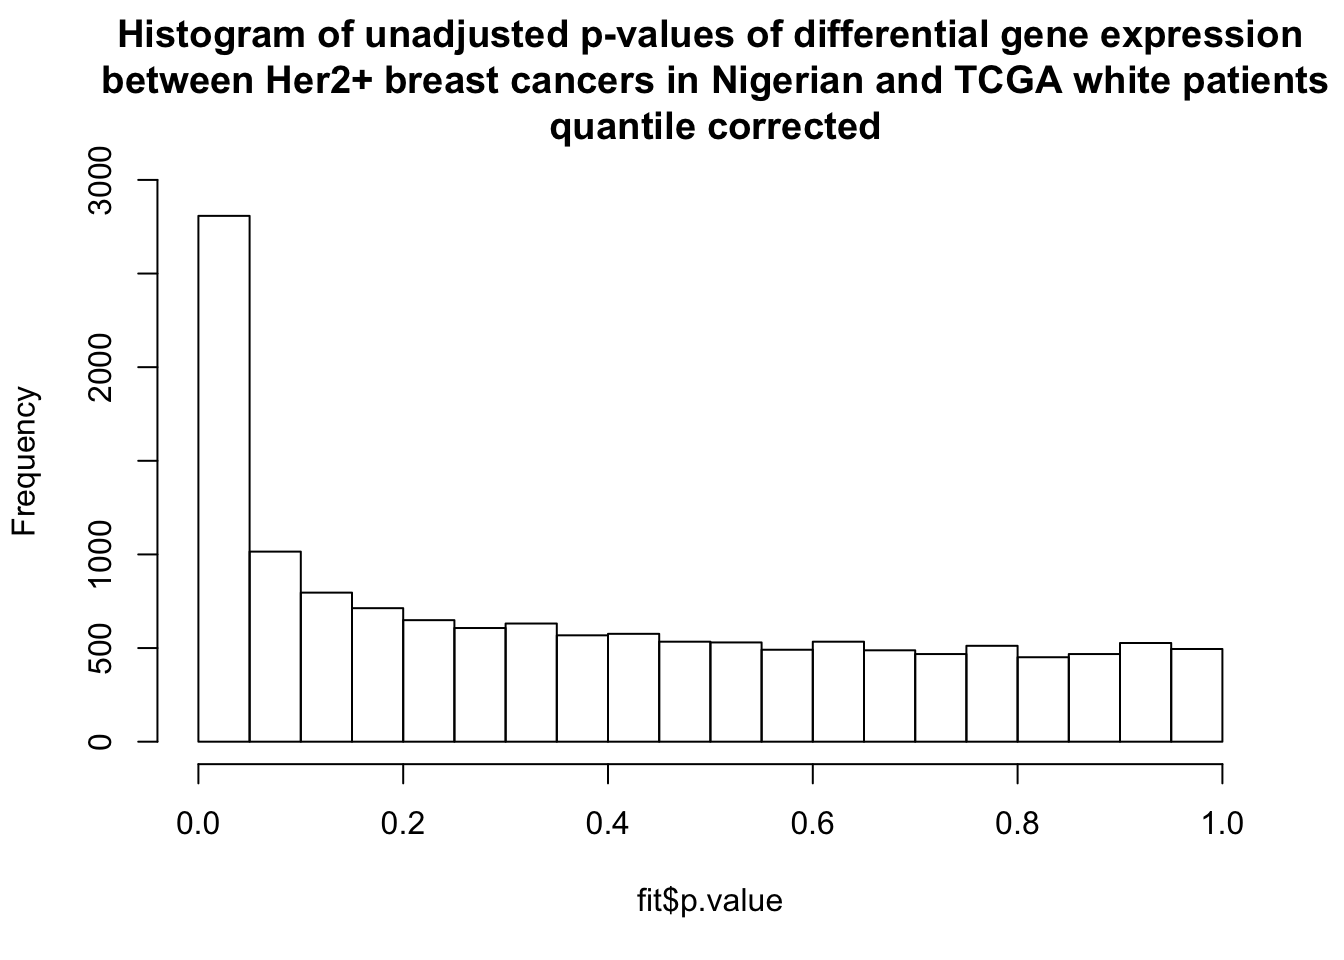 Histogram of unadjusted p-values of differential gene expression
between Her2+ breast cancers in Nigerian and TCGA white patients
quantile corrected
3000
2000
1000
500
0
Frequency
0.0 0.2 0.4 0.6 0.8 1.0
fit$p.value